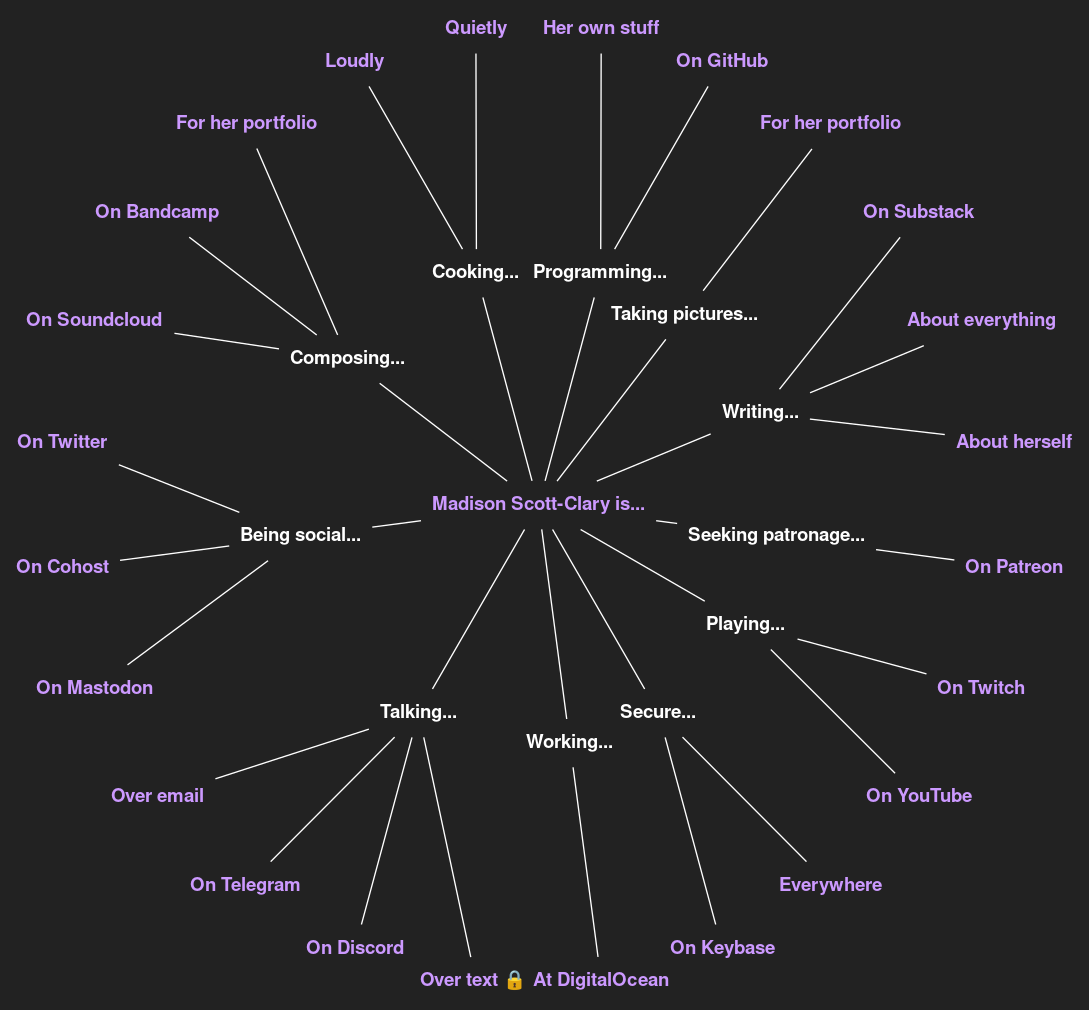 Quietly
Her own stuff
Loudly
On GitHub
For her portfolio
For her portfolio
On Bandcamp
On Substack
Cooking...
Programming...
Taking pictures...
On Soundcloud
About everything
Composing...
Writing...
On Twitter
About herself
Madison Scott-Clary is...
Being social...
Seeking patronage...
On Cohost
On Patreon
Playing...
On Mastodon
On Twitch
Talking...
Secure...
Working...
Over email
On YouTube
On Telegram
Everywhere
On Discord
On Keybase
Over text 🔒
At DigitalOcean